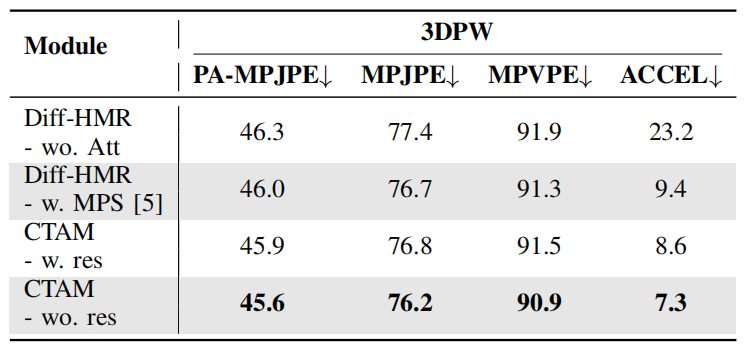 Module 3DPW
PA-MPJPE↓ MPJPE↓ MPVPE↓ ACCEL↓
Diff-HMR
- wo. Att 46.3 77.4 91.9 23.2
Diff-HMR
- w. MPS [5] 46.0 76.7 91.3 9.4
CTAM
- w. res 45.9 76.8 91.5 8.6
CTAM
- wo. res 45.6 76.2 90.9 7.3